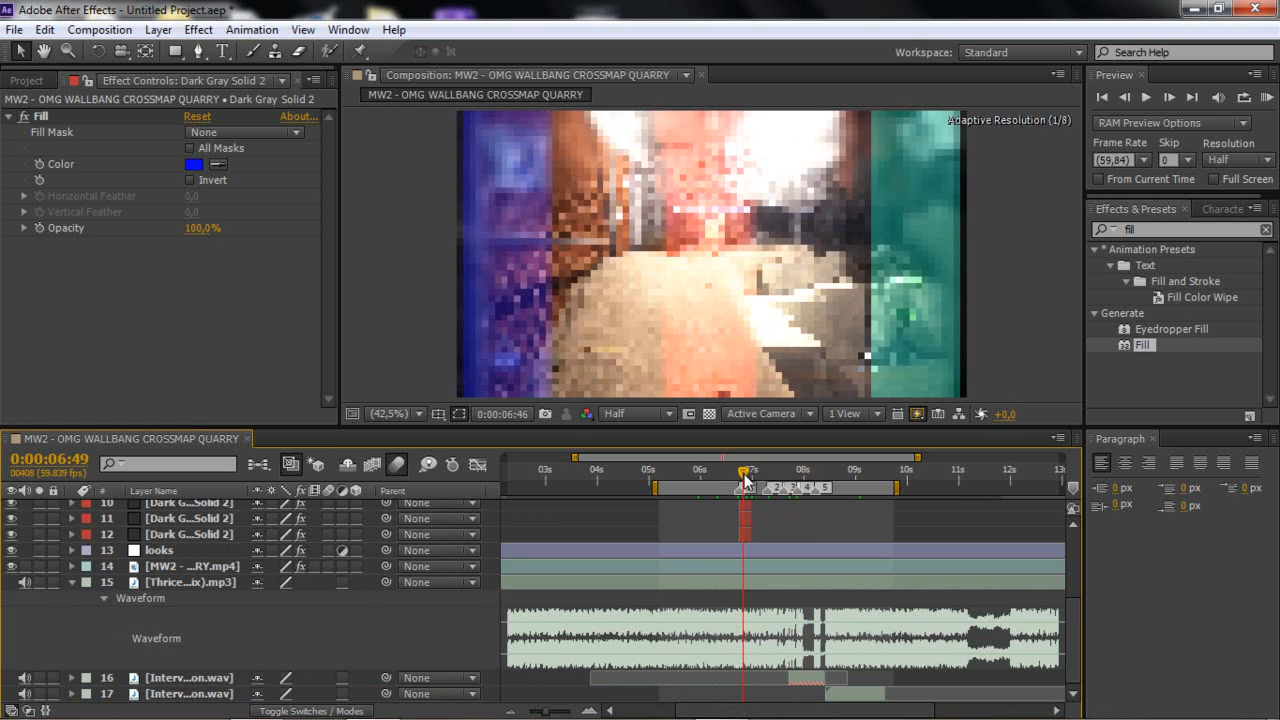 Adobe After Effects - Untitled Project.aep *
File Edit Composition Layer Effect Animation View Window Help
Workspace: Standard Search Help
Project Effect Controls: Dark Gray Solid 2
MW2 - OMG WALLBANG CROSSMAP QUARRY • Dark Gray Solid 2
fx Fill Reset About...
Fill Mask None
All Masks
Color
Invert
Horizontal Feather 0,0
Vertical Feather 0,0
Opacity 100,0%
Composition: MW2 - OMG WALLBANG CROSSMAP QUARRY
MW2 - OMG WALLBANG CROSSMAP QUARRY
Adaptive Resolution (1/8)
(42,5%) 0:00:06:46 Half Active Camera 1 View +0,0
Preview
RAM Preview Options
Frame Rate Skip Resolution
(59,84) 0 Half
From Current Time Full Screen
Effects & Presets Characte
fill
* Animation Presets
Text
Fill and Stroke
Fill Color Wipe
Generate
Eyedropper Fill
Fill
MW2 - OMG WALLBANG CROSSMAP QUARRY
0:00:06:49
00408 (59.839 fps)
03s 04s 05s 06s 07s 08s 09s 10s 11s 12s 13s
# Layer Name Parent
2 3 4 5
10 [Dark G...Solid 2] None
11 [Dark G...Solid 2] None
12 [Dark G...Solid 2] None
13 looks None
14 [MW2 - ...RY.mp4] None
15 [Thrice...ix).mp3] None
Waveform
Waveform
16 [Interv...on.wav] None
17 [Interv...on.wav] None
Toggle Switches / Modes
Paragraph
0 px 0 px 0 px
0 px 0 px